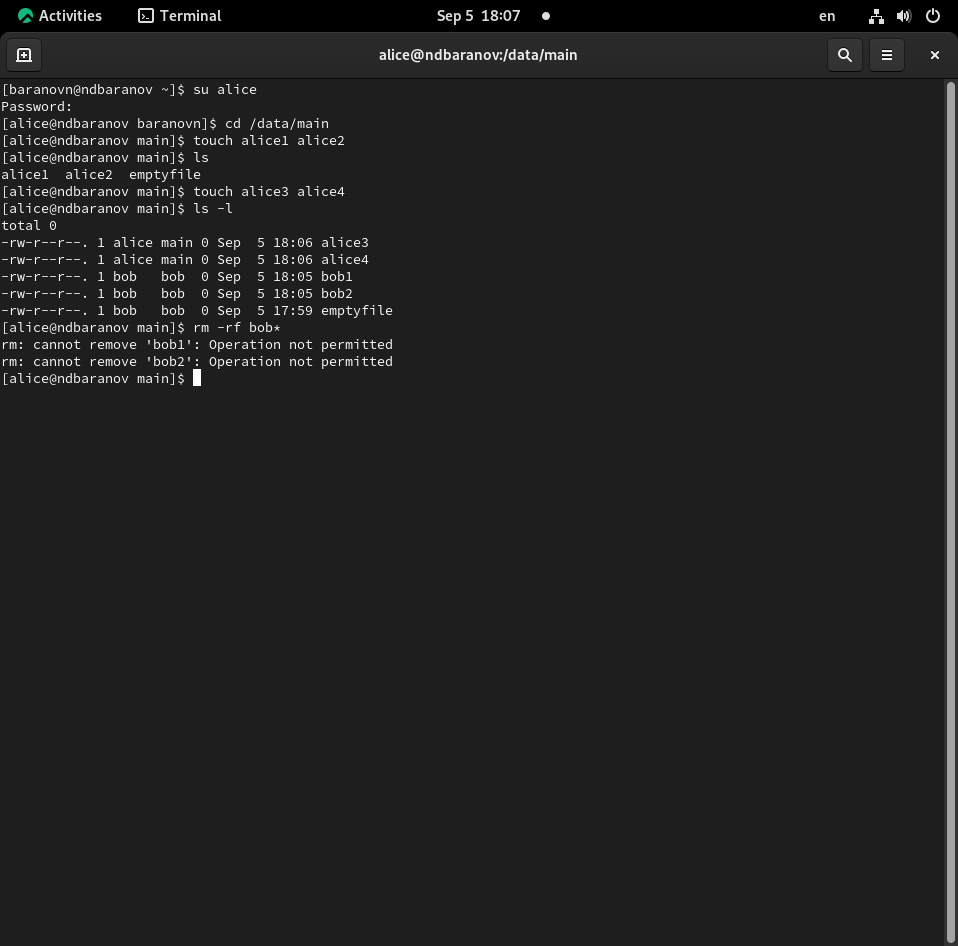 Activities Terminal Sep 5 18:07 en
alice@ndbaranov:/data/main
[baranovn@ndbaranov ~]$ su alice
Password:
[alice@ndbaranov baranovn]$ cd /data/main
[alice@ndbaranov main]$ touch alice1 alice2
[alice@ndbaranov main]$ ls
alice1  alice2  emptyfile
[alice@ndbaranov main]$ touch alice3 alice4
[alice@ndbaranov main]$ ls -l
total 0
-rw-r--r--. 1 alice main 0 Sep  5 18:06 alice3
-rw-r--r--. 1 alice main 0 Sep  5 18:06 alice4
-rw-r--r--. 1 bob   bob  0 Sep  5 18:05 bob1
-rw-r--r--. 1 bob   bob  0 Sep  5 18:05 bob2
-rw-r--r--. 1 bob   bob  0 Sep  5 17:59 emptyfile
[alice@ndbaranov main]$ rm -rf bob*
rm: cannot remove 'bob1': Operation not permitted
rm: cannot remove 'bob2': Operation not permitted
[alice@ndbaranov main]$